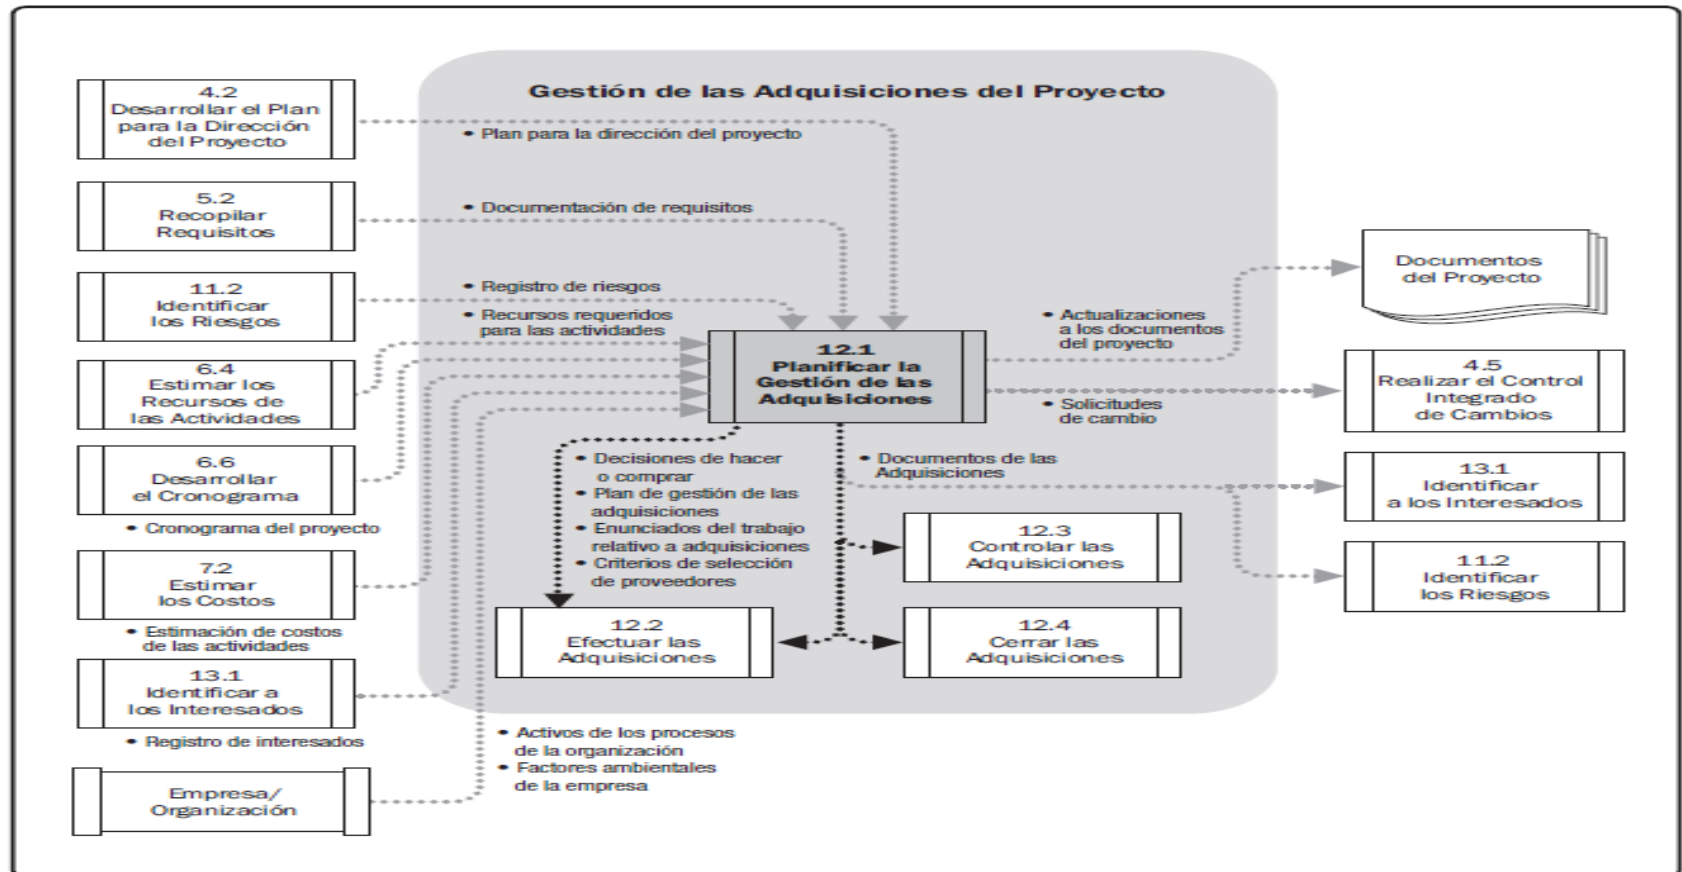 Gestión de las Adquisiciones del Proyecto
4.2
Desarrollar el Plan
para la Dirección
del Proyecto
• Plan para la dirección del proyecto
5.2
Recopilar
Requisitos
• Documentación de requisitos
11.2
Identificar
los Riesgos
• Registro de riesgos
• Recursos requeridos
para las actividades
6.4
Estimar los
Recursos de
las Actividades
6.6
Desarrollar
el Cronograma
• Cronograma del proyecto
7.2
Estimar
los Costos
• Estimación de costos
de las actividades
13.1
Identificar a
los Interesados
• Registro de interesados
Empresa/
Organización
• Activos de los procesos
de la organización
• Factores ambientales
de la empresa
12.1
Planificar la
Gestión de las
Adquisiciones
• Decisiones de hacer
o comprar
• Plan de gestión de las
adquisiciones
• Enunciados del trabajo
relativo a adquisiciones
• Criterios de selección
de proveedores
• Documentos de las
Adquisiciones
12.2
Efectuar las
Adquisiciones
12.3
Controlar las
Adquisiciones
12.4
Cerrar las
Adquisiciones
• Actualizaciones
a los documentos
del proyecto
• Solicitudes
de cambio
Documentos
del Proyecto
4.5
Realizar el Control
Integrado
de Cambios
13.1
Identificar
a los Interesados
11.2
Identificar
los Riesgos